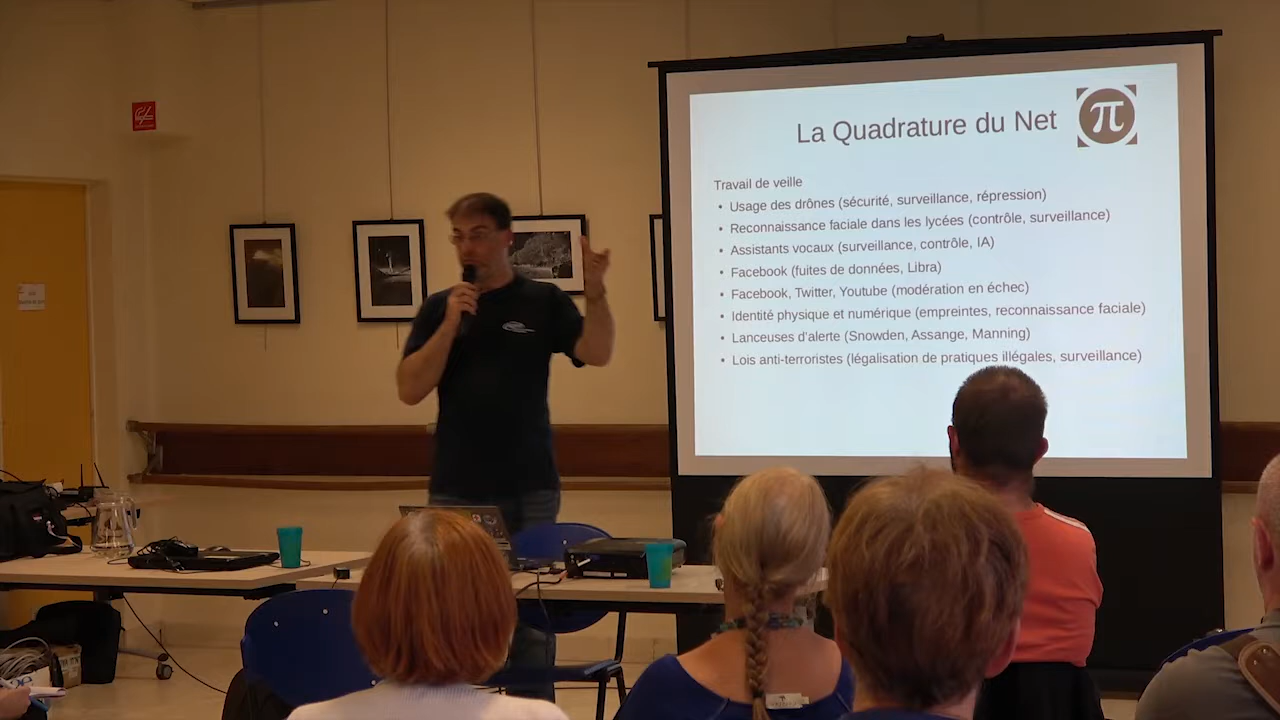 La Quadrature du Net
π
Travail de veille
• Usage des drônes (sécurité, surveillance, répression)
• Reconnaissance faciale dans les lycées (contrôle, surveillance)
• Assistants vocaux (surveillance, contrôle, IA)
• Facebook (fuites de données, Libra)
• Facebook, Twitter, Youtube (modération en échec)
• Identité physique et numérique (empreintes, reconnaissance faciale)
• Lanceuses d'alerte (Snowden, Assange, Manning)
• Lois anti-terroristes (légalisation de pratiques illégales, surveillance)